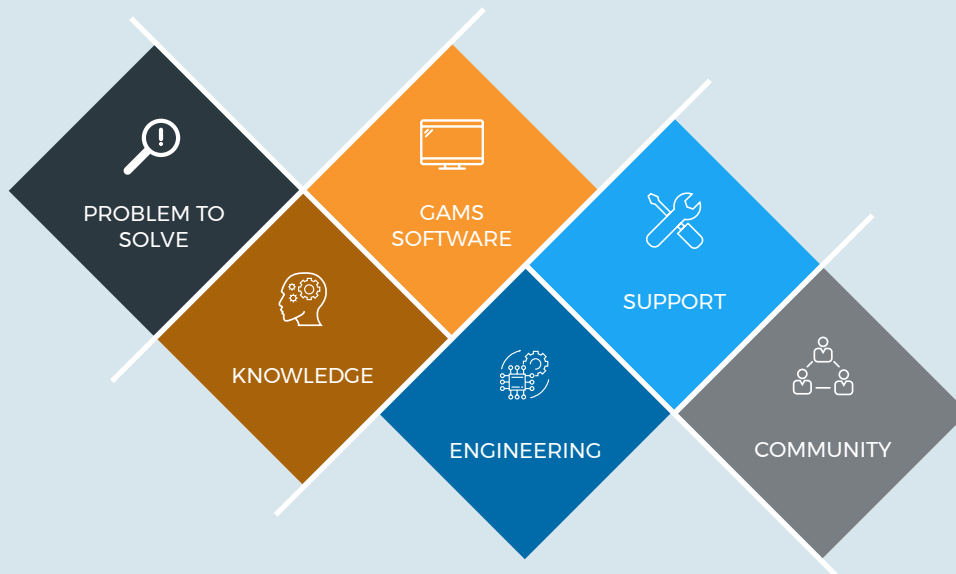 PROBLEM TO
SOLVE
KNOWLEDGE
GAMS
SOFTWARE
ENGINEERING
SUPPORT
COMMUNITY